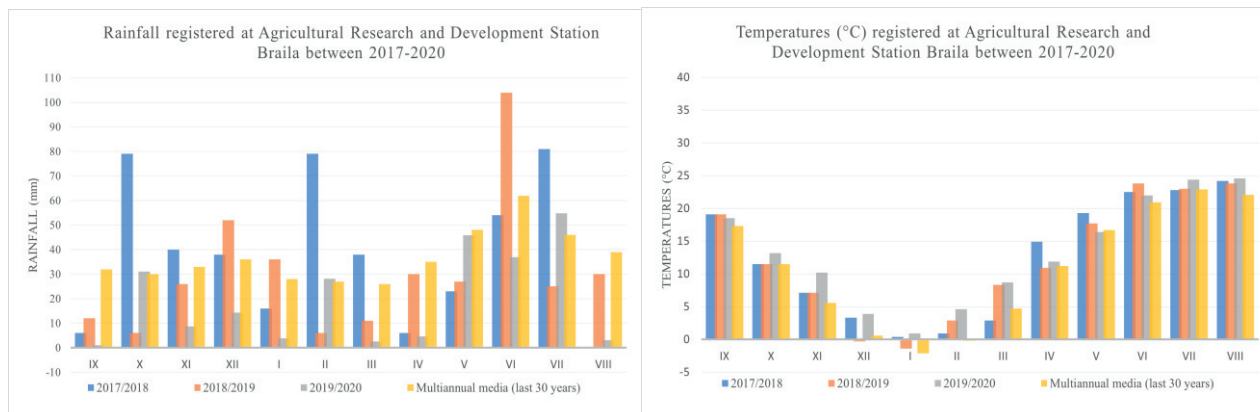 Rainfall registered at Agricultural Research and Development Station
Braila between 2017-2020
110
100
90
80
70
60
50
40
30
20
10
0
-10
RAINFALL (mm)
IX X XI XII I II III IV V VI VII VIII
2017/2018 2018/2019 2019/2020 Multiannual media (last 30 years)
Temperatures (°C) registered at Agricultural Research and
Development Station Braila between 2017-2020
40
35
30
25
20
15
10
5
0
-5
TEMPERATURES (°C)
IX X XI XII I II III IV V VI VII VIII
2017/2018 2018/2019 2019/2020 Multiannual media (last 30 years)